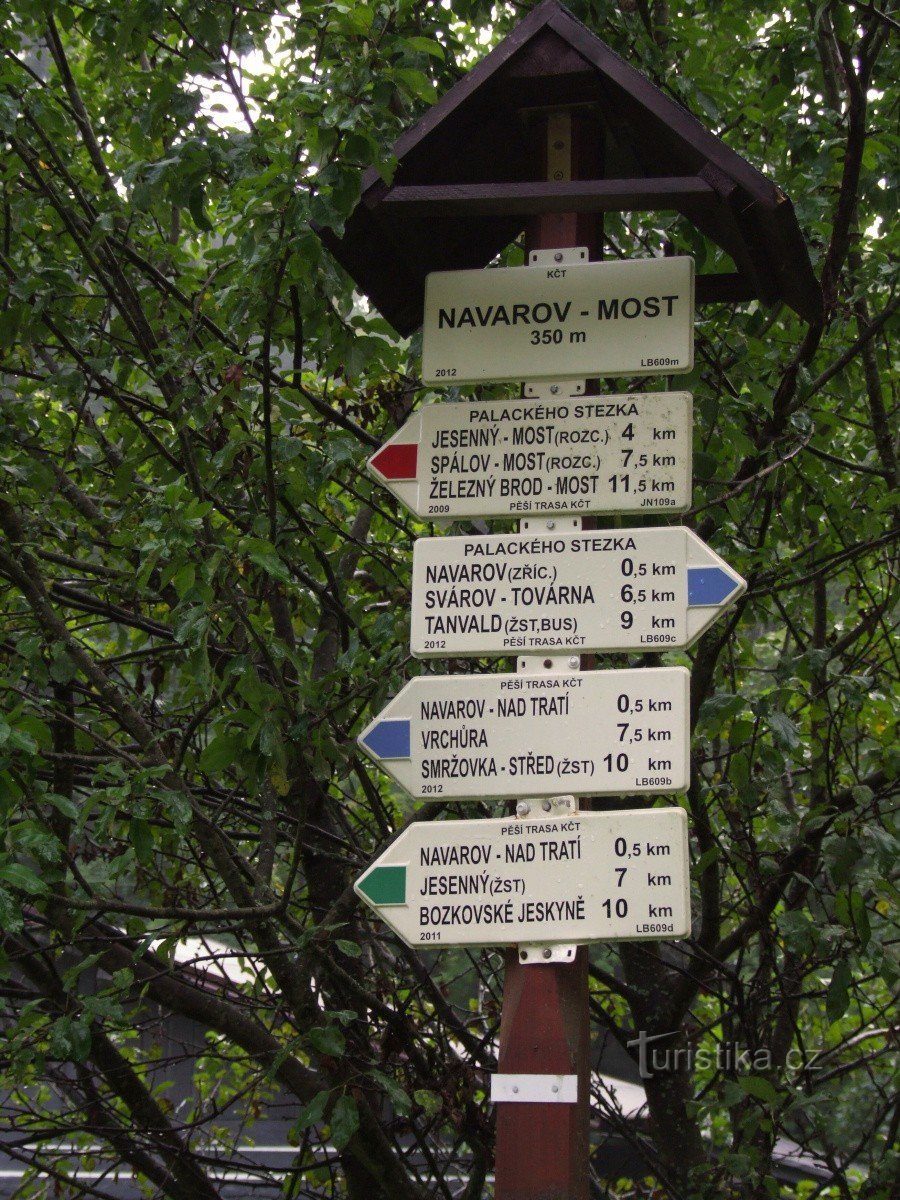 KČT
NAVAROV - MOST
350 m
2012 LB609m
PALACKÉHO STEZKA
JESENNÝ - MOST (ROZC.) 4 km
SPÁLOV - MOST (ROZC.) 7,5 km
ŽELEZNÝ BROD - MOST 11,5 km
2009 PĚŠÍ TRASA KČT JN109a
PALACKÉHO STEZKA
NAVAROV (ZŘÍC.) 0,5 km
SVÁROV - TOVÁRNA 6,5 km
TANVALD (ŽST,BUS) 9 km
2012 PĚŠÍ TRASA KČT LB609c
PĚŠÍ TRASA KČT
NAVAROV - NAD TRATÍ 0,5 km
VRCHŮRA 7,5 km
SMRŽOVKA - STŘED (ŽST) 10 km
2012 LB609b
PĚŠÍ TRASA KČT
NAVAROV - NAD TRATÍ 0,5 km
JESENNÝ (ŽST) 7 km
BOZKOVSKÉ JESKYNĚ 10 km
2011 LB609d
Turistika.cz